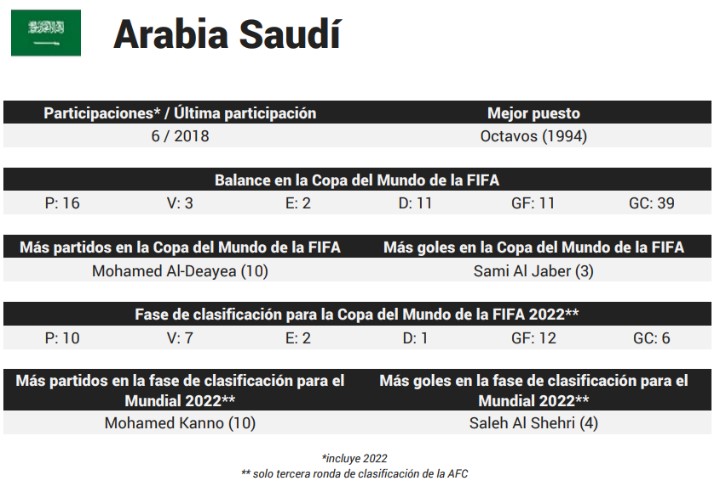 Arabia Saudí
Participaciones* / Última participación Mejor puesto
6 / 2018 Octavos (1994)
Balance en la Copa del Mundo de la FIFA
P: 16 V: 3 E: 2 D: 11 GF: 11 GC: 39
Más partidos en la Copa del Mundo de la FIFA Más goles en la Copa del Mundo de la FIFA
Mohamed Al-Deayea (10) Sami Al Jaber (3)
Fase de clasificación para la Copa del Mundo de la FIFA 2022**
P: 10 V: 7 E: 2 D: 1 GF: 12 GC: 6
Más partidos en la fase de clasificación para el
Mundial 2022**
Más goles en la fase de clasificación para el
Mundial 2022**
Mohamed Kanno (10) Saleh Al Shehri (4)
*incluye 2022
** solo tercera ronda de clasificación de la AFC